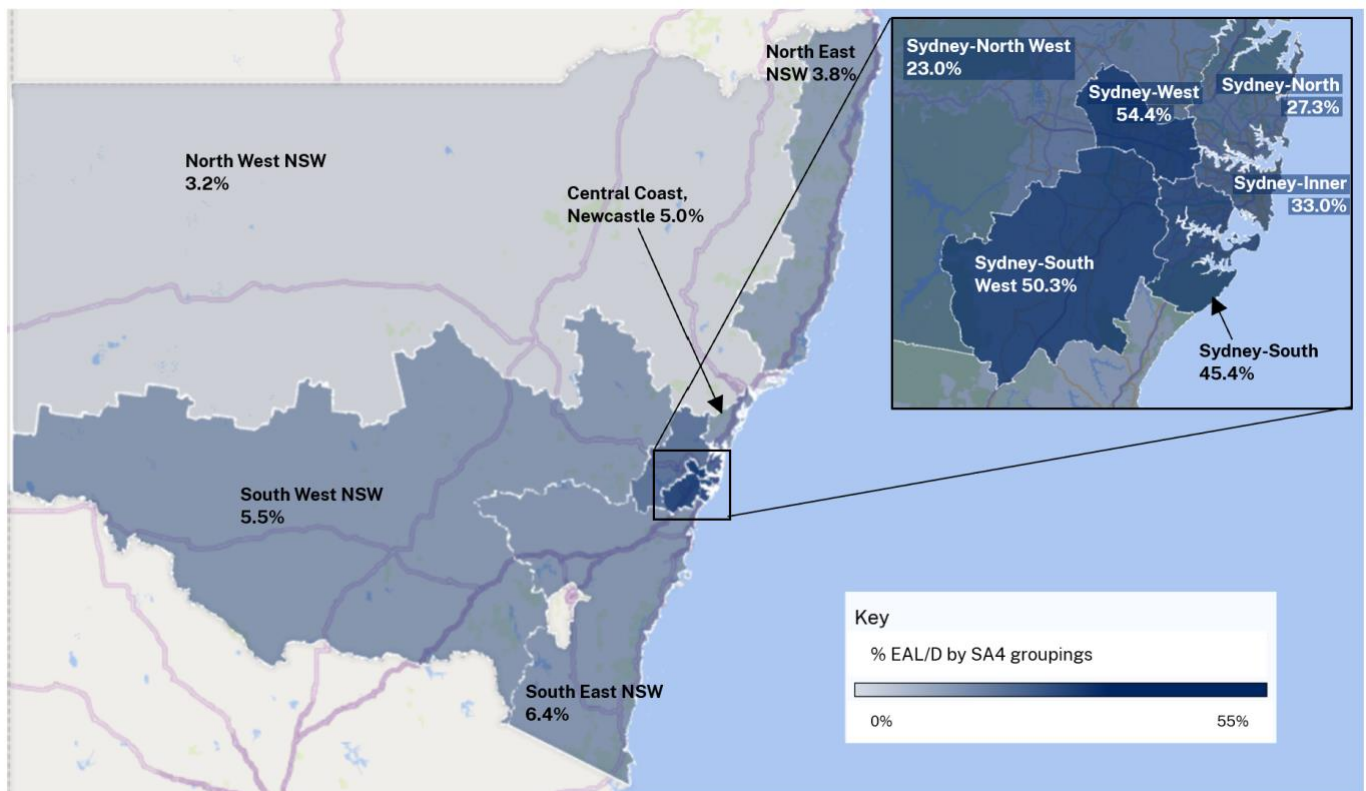 North East
NSW 3.8%
North West NSW
3.2%
Central Coast,
Newcastle 5.0%
South West NSW
5.5%
South East NSW
6.4%
Sydney-North West
23.0%
Sydney-West
54.4%
Sydney-North
27.3%
Sydney-Inner
33.0%
Sydney-South
West 50.3%
Sydney-South
45.4%
Key
% EAL/D by SA4 groupings
0% 55%